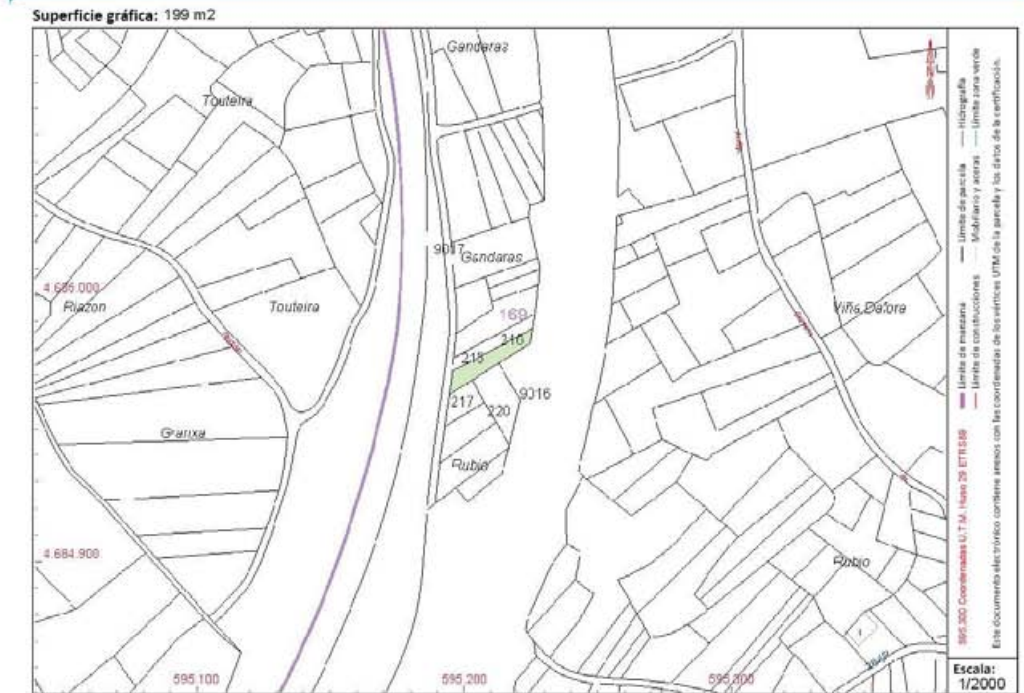 Superficie gráfica: 199 m2
Gandaras
Touteira
9017
Gandaras
4.685.000
Riazon
Touteira
169
Viña Da'ora
216
215
9016
217
220
Granxa
Rubio
4.684.900
Rubio
595.100
595.200
595.300
595.300 Coordenadas U.T.M. Huso 29 ETRS89
Límite de manzana
Límite de parcela
Hidrografía
Límite de construcciones
Mobiliario y aceras
Límite zona verde
Este documento electrónico contiene anexos con las coordenadas de los vértices UTM de la parcela y los datos de la certificación.
Escala:
1/2000